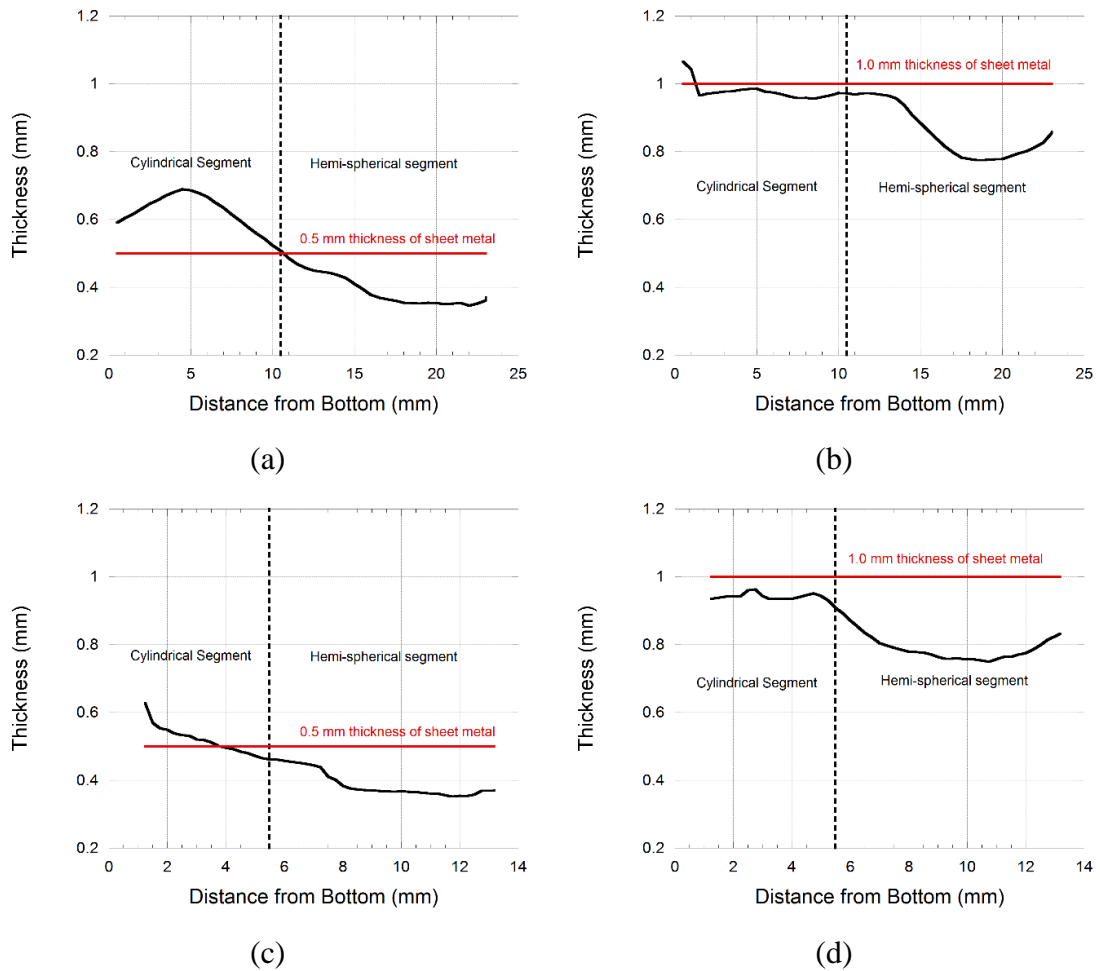 1.2
1
0.8
0.6
0.4
0.2
Thickness (mm)
0.5 mm thickness of sheet metal
Cylindrical Segment
Hemi-spherical segment
0
5
10
15
20
25
Distance from Bottom (mm)
(a)
1.2
1
0.8
0.6
0.4
0.2
Thickness (mm)
1.0 mm thickness of sheet metal
Cylindrical Segment
Hemi-spherical segment
0
5
10
15
20
25
Distance from Bottom (mm)
(b)
1.2
1
0.8
0.6
0.4
0.2
Thickness (mm)
Cylindrical Segment
Hemi-spherical segment
0.5 mm thickness of sheet metal
0
2
4
6
8
10
12
14
Distance from Bottom (mm)
(c)
1.2
1
0.8
0.6
0.4
0.2
Thickness (mm)
1.0 mm thickness of sheet metal
Cylindrical Segment
Hemi-spherical segment
0
2
4
6
8
10
12
14
Distance from Bottom (mm)
(d)